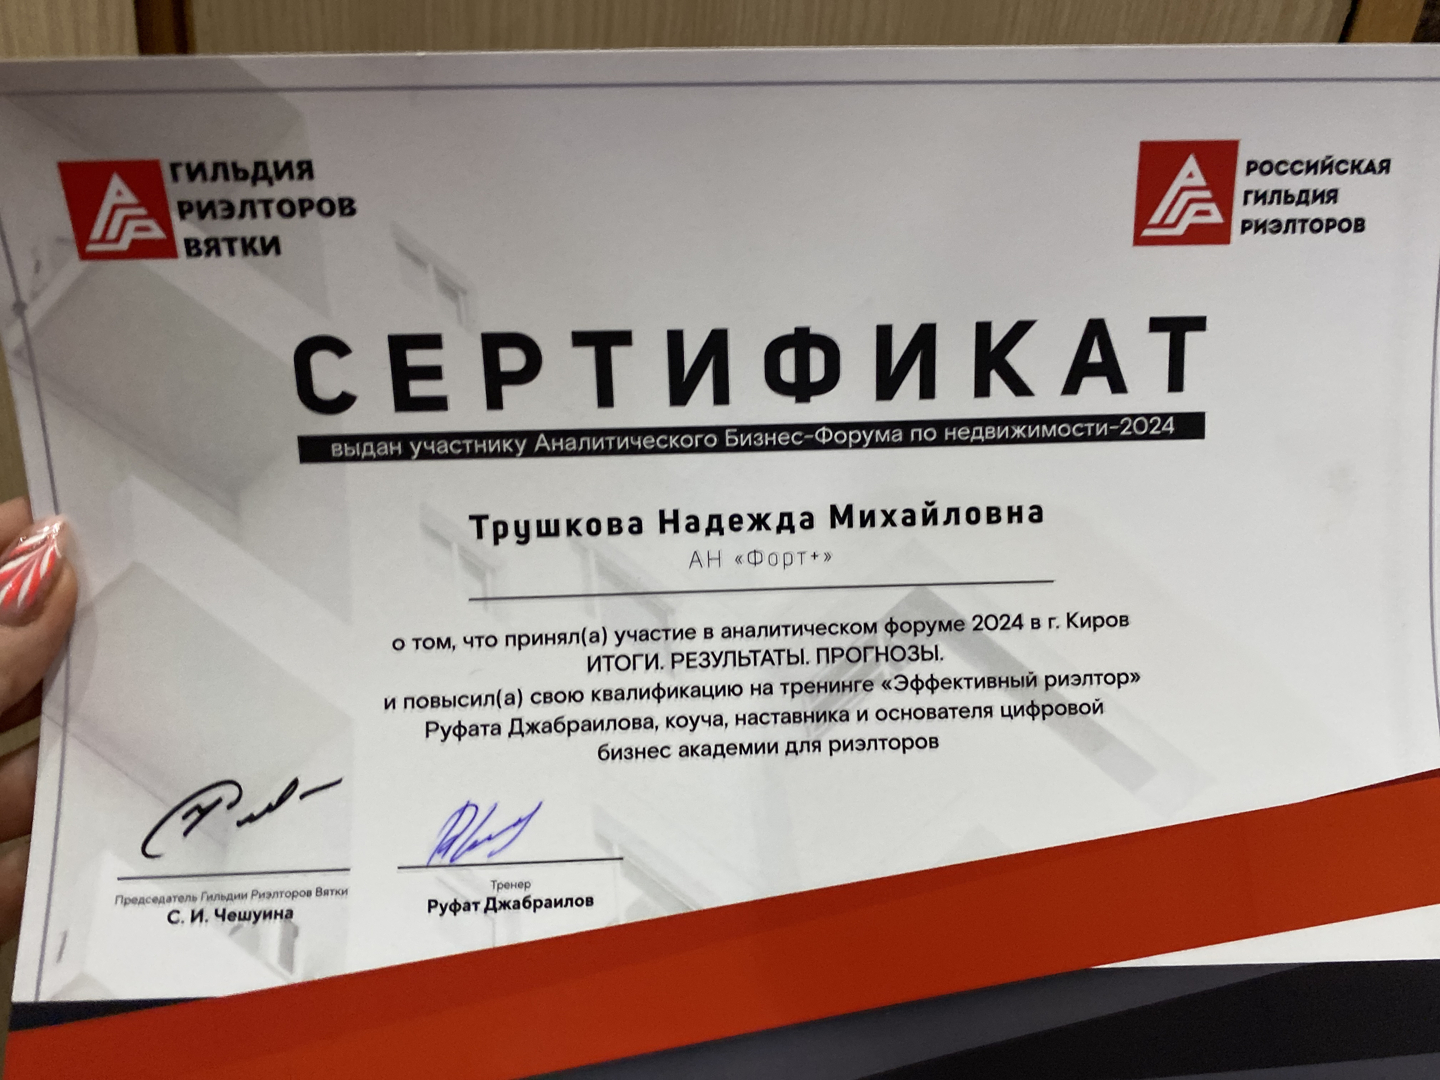 ГИЛЬДИЯ
РИЭЛТОРОВ
ВЯТКИ
РОССИЙСКАЯ
ГИЛЬДИЯ
РИЭЛТОРОВ
СЕРТИФИКАТ
выдан участнику Аналитического Бизнес-Форума по недвижимости-2024
Трушкова Надежда Михайловна
АН «Форт+»
о том, что принял(а) участие в аналитическом форуме 2024 в г. Киров
ИТОГИ. РЕЗУЛЬТАТЫ. ПРОГНОЗЫ.
и повысил(а) свою квалификацию на тренинге «Эффективный риэлтор»
Руфата Джабраилова, коуча, наставника и основателя цифровой
бизнес академии для риэлторов
Председатель Гильдии Риэлторов Вятки
С. И. Чешуина
Тренер
Руфат Джабраилов